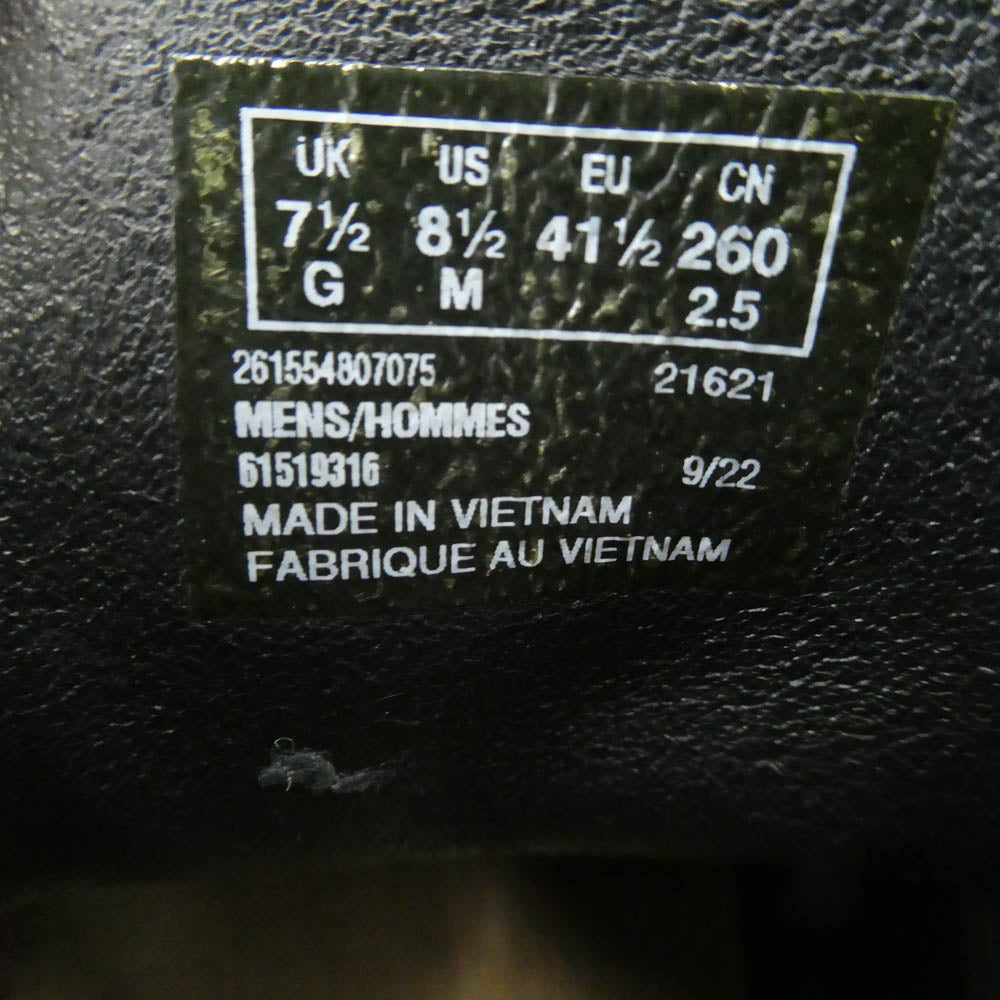 UK US EU CN
7½ 8½ 41½ 260
G M 2.5
261554807075 21621
MENS/HOMMES
61519316 9/22
MADE IN VIETNAM
FABRIQUE AU VIETNAM